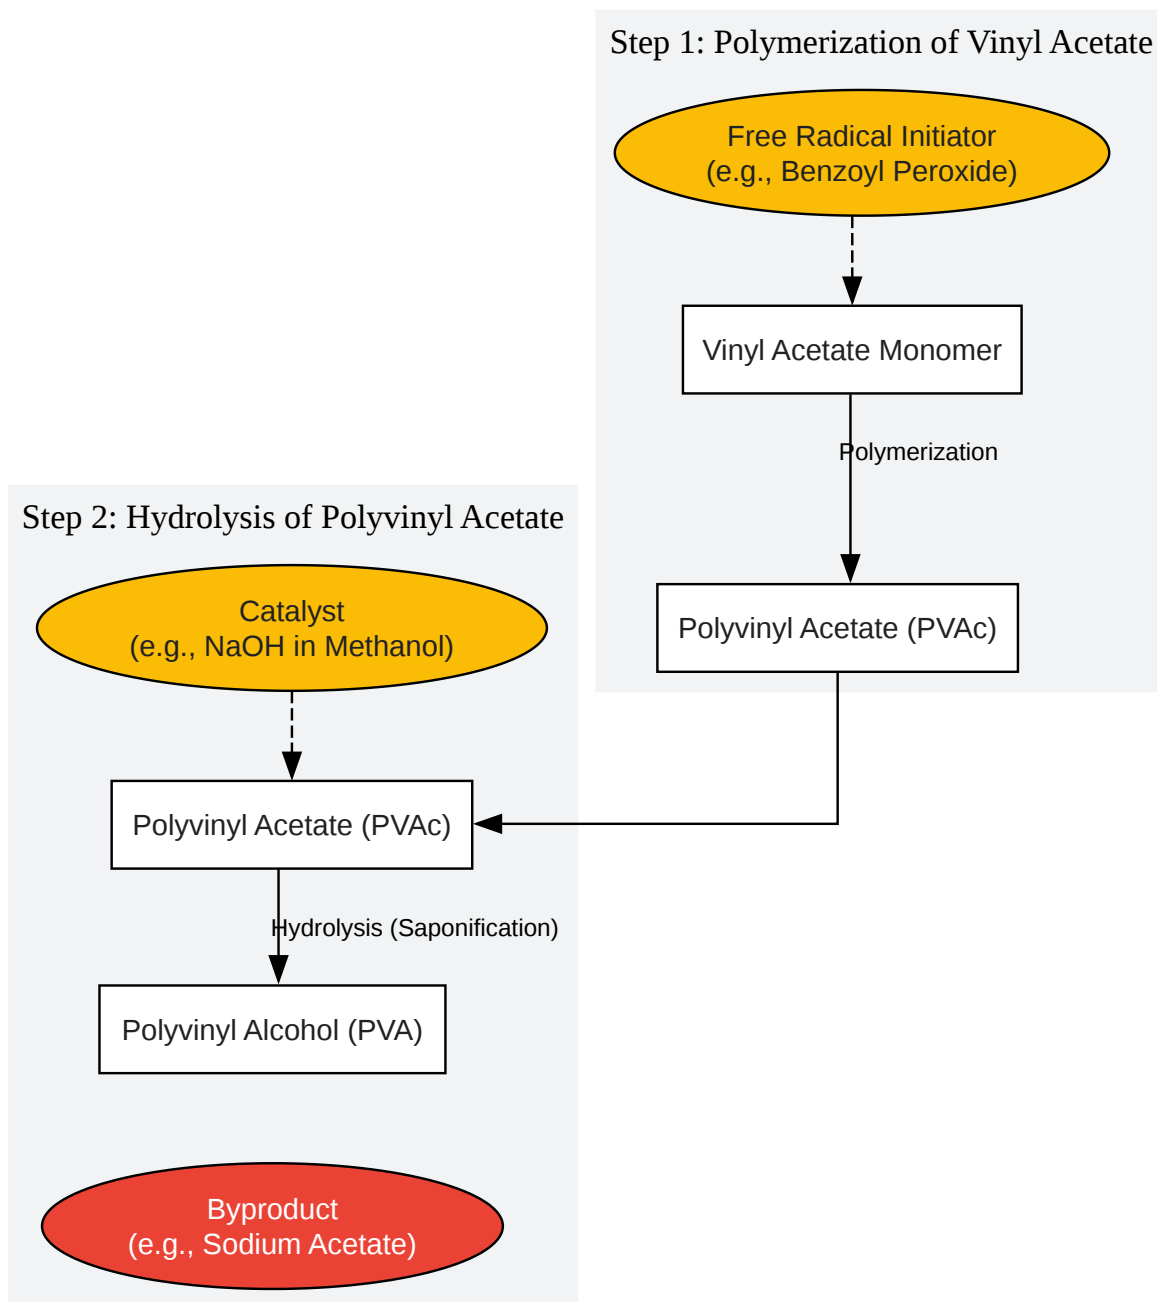 Step 1: Polymerization of Vinyl Acetate
Free Radical Initiator
(e.g., Benzoyl Peroxide)
Vinyl Acetate Monomer
Polymerization
Polyvinyl Acetate (PVAc)
Step 2: Hydrolysis of Polyvinyl Acetate
Catalyst
(e.g., NaOH in Methanol)
Polyvinyl Acetate (PVAc)
Hydrolysis (Saponification)
Polyvinyl Alcohol (PVA)
Byproduct
(e.g., Sodium Acetate)